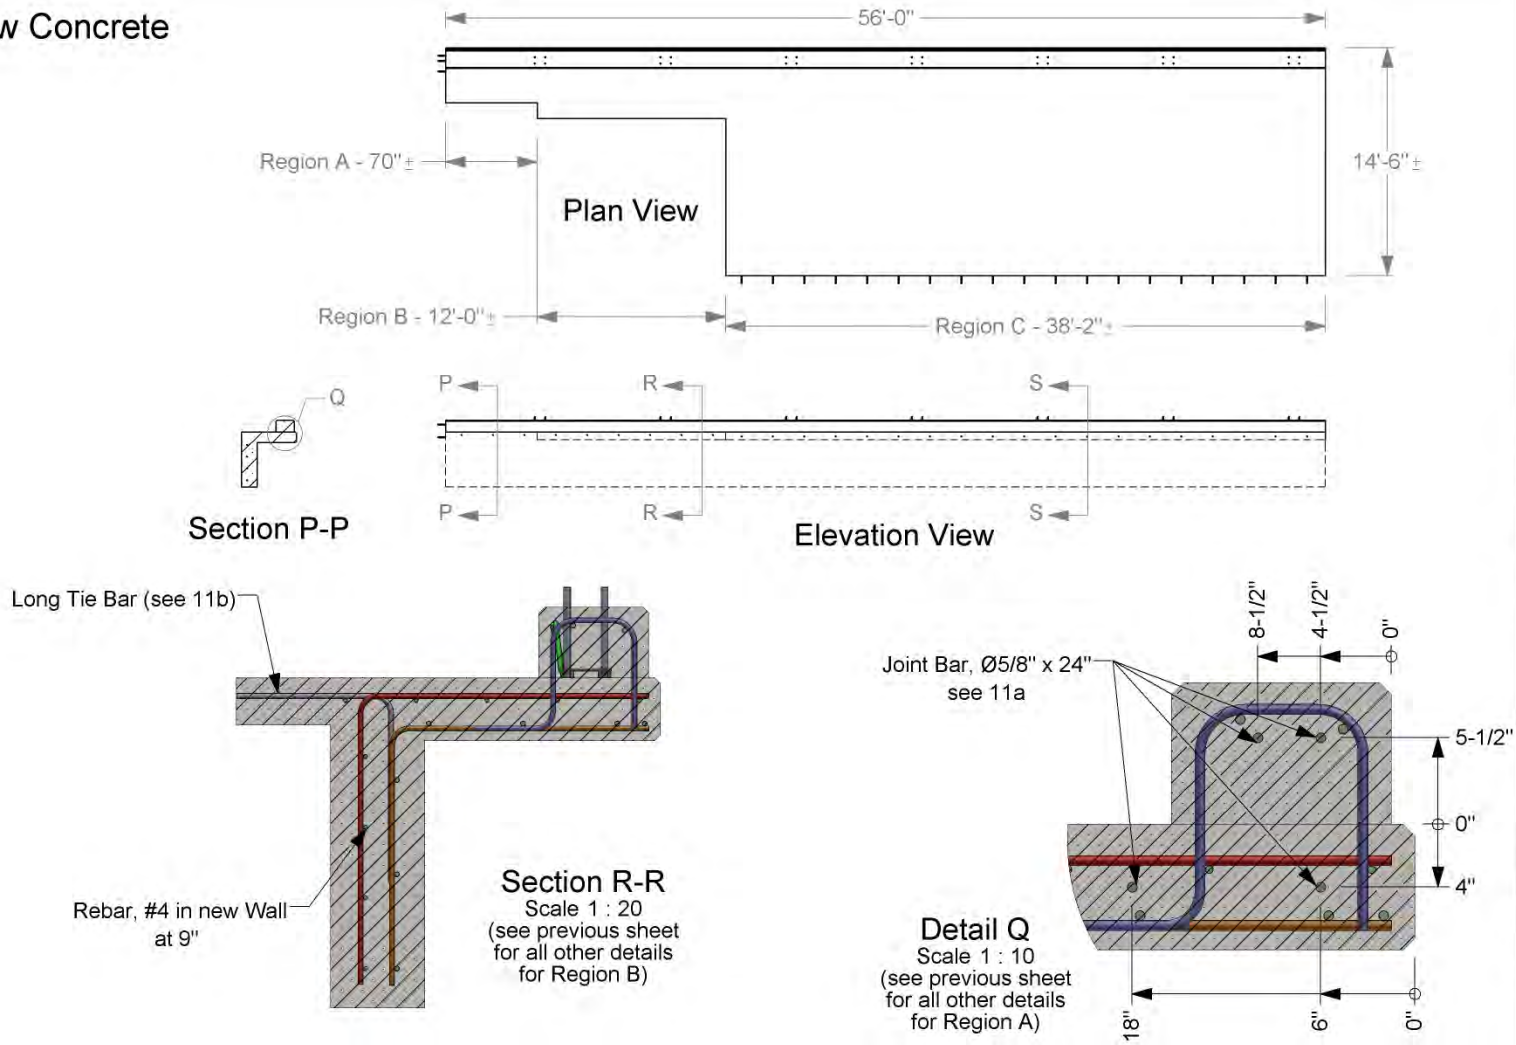 w Concrete
56'-0"
Region A - 70"±
14'-6"±
Plan View
Region B - 12'-0"±
Region C - 38'-2"±
P
R
S
Q
P
R
S
Section P-P
Elevation View
Long Tie Bar (see 11b)
8-1/2"
4-1/2"
0"
Joint Bar, Ø5/8" x 24"
see 11a
5-1/2"
0"
4"
Section R-R
Scale 1 : 20
(see previous sheet
for all other details
for Region B)
Rebar, #4 in new Wall
at 9"
Detail Q
Scale 1 : 10
(see previous sheet
for all other details
for Region A)
18"
6"
0"